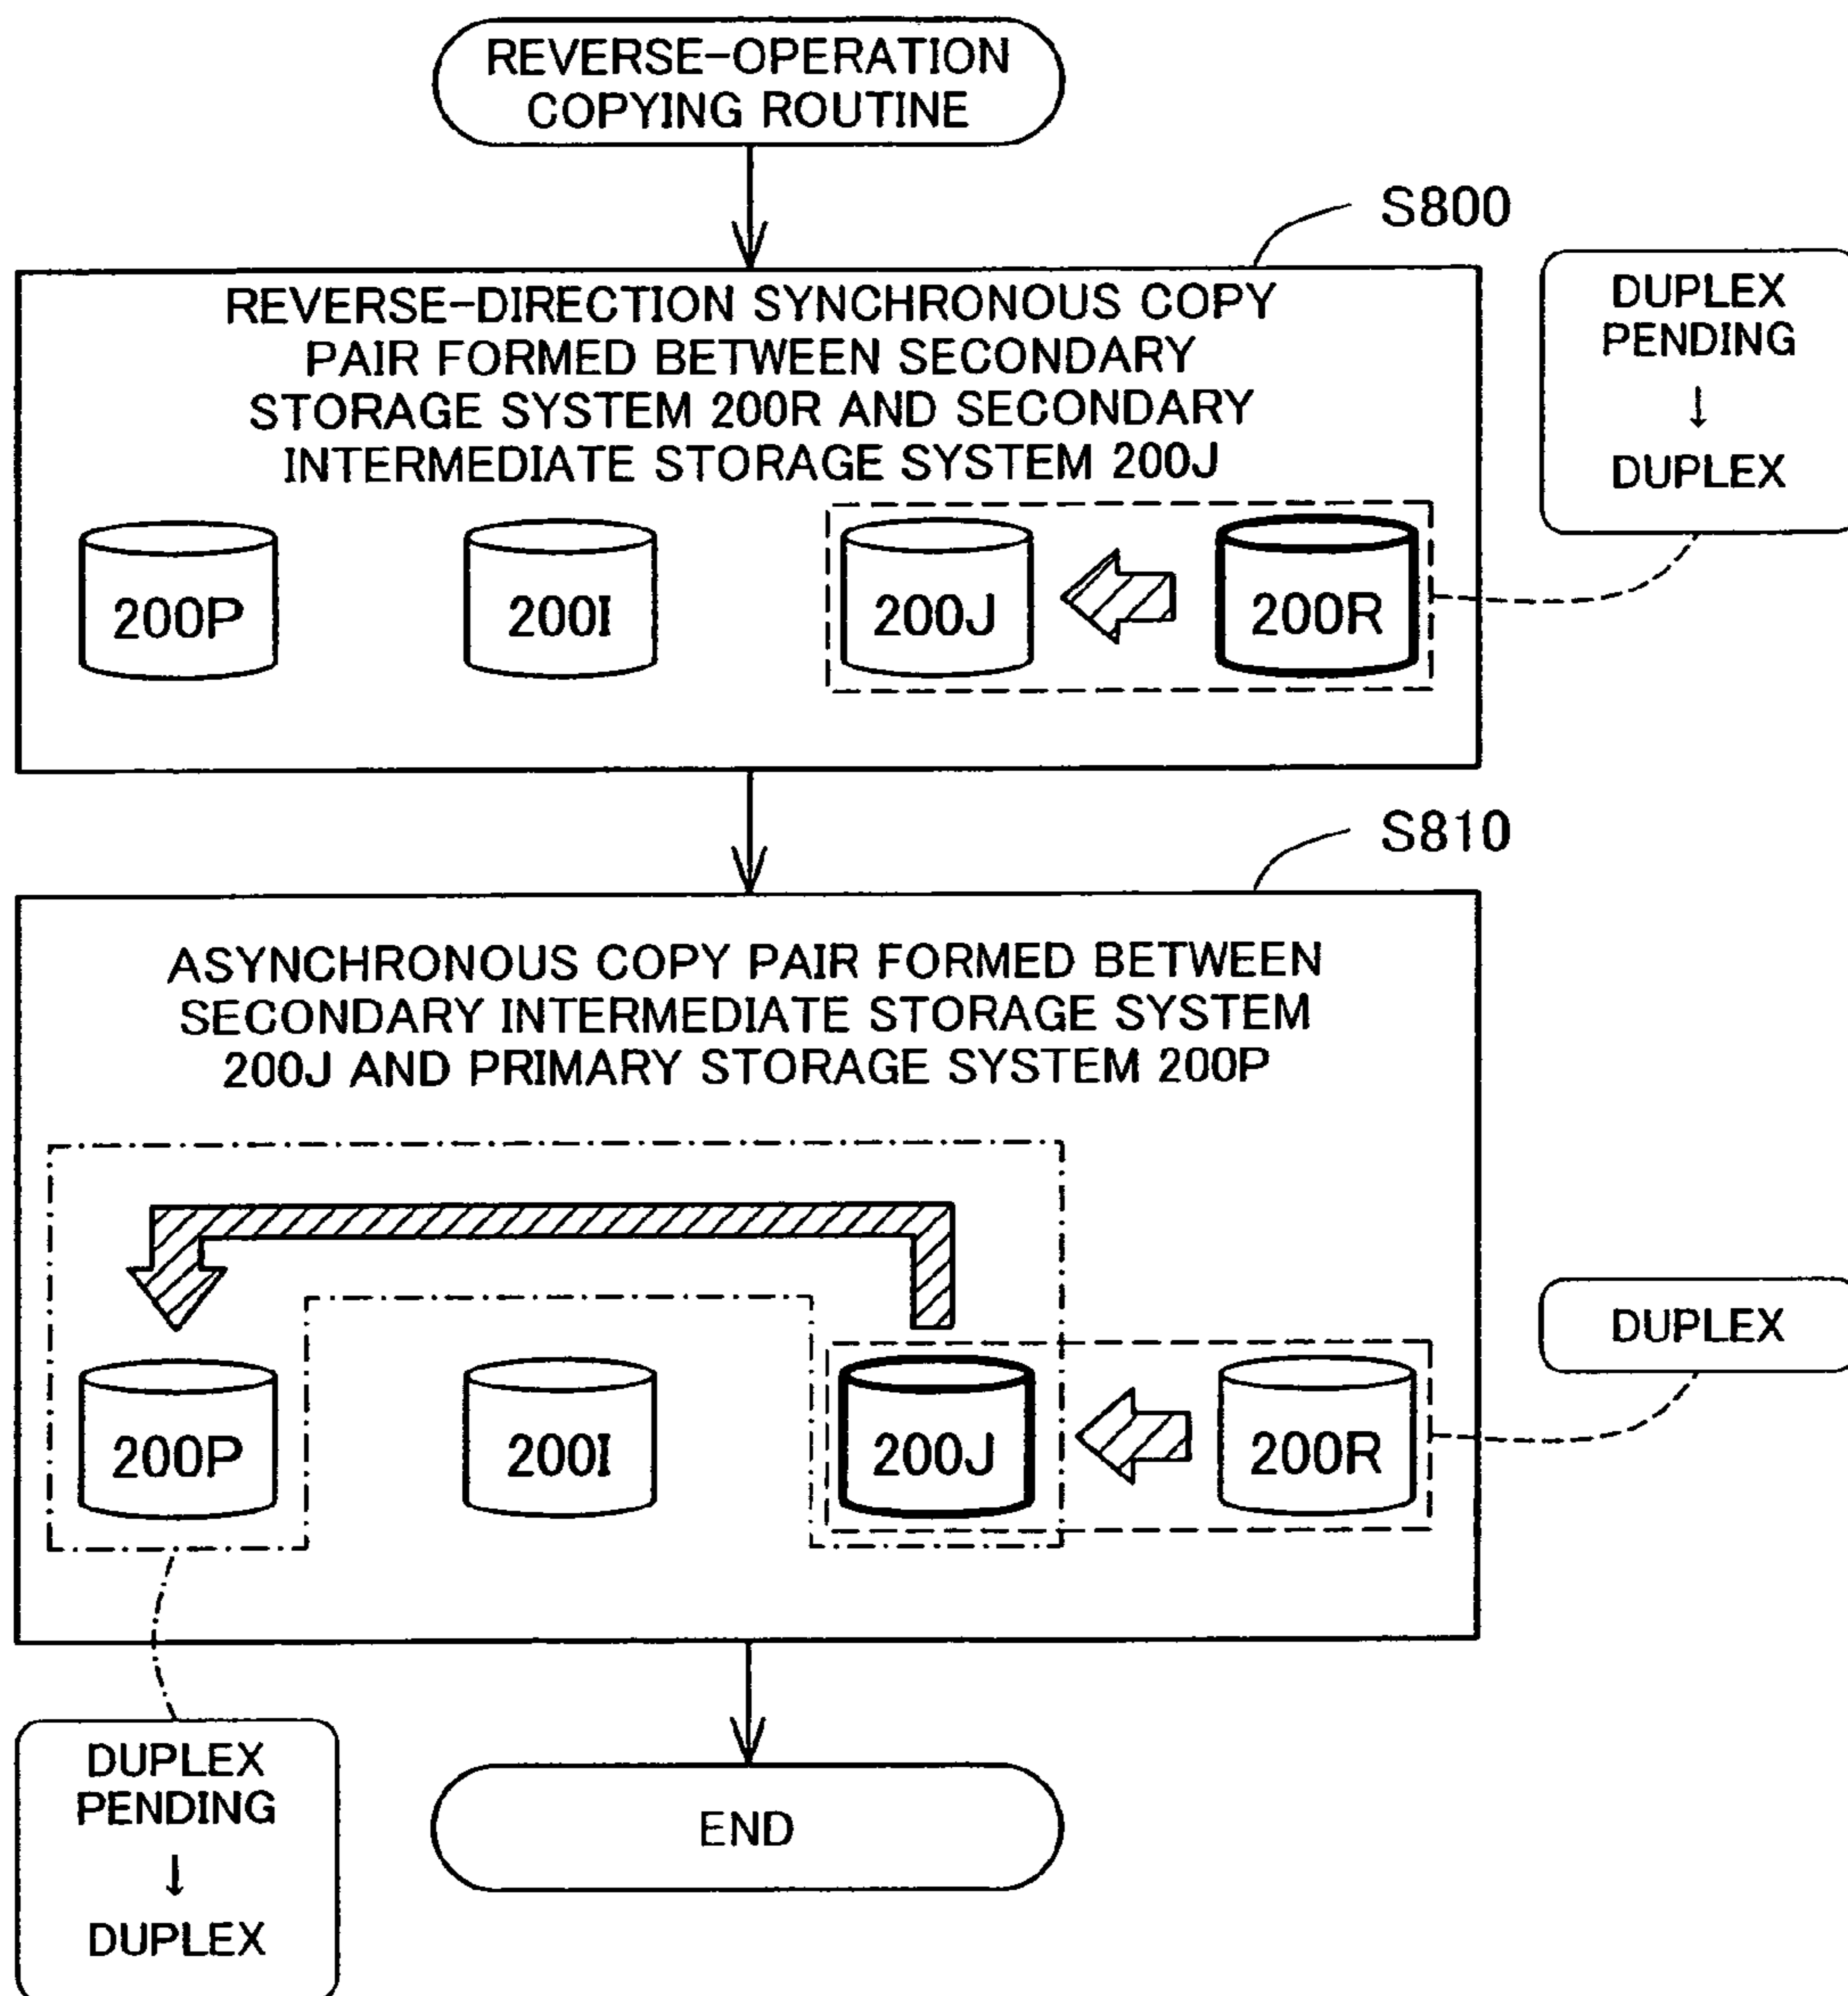 REVERSE-OPERATION
COPYING ROUTINE
S800
REVERSE-DIRECTION SYNCHRONOUS COPY
PAIR FORMED BETWEEN SECONDARY
STORAGE SYSTEM 200R AND SECONDARY
INTERMEDIATE STORAGE SYSTEM 200J
DUPLEX
PENDING
↓
DUPLEX
200P
200I
200J
200R
S810
ASYNCHRONOUS COPY PAIR FORMED BETWEEN
SECONDARY INTERMEDIATE STORAGE SYSTEM
200J AND PRIMARY STORAGE SYSTEM 200P
DUPLEX
200P
200I
200J
200R
DUPLEX
PENDING
↓
DUPLEX
END